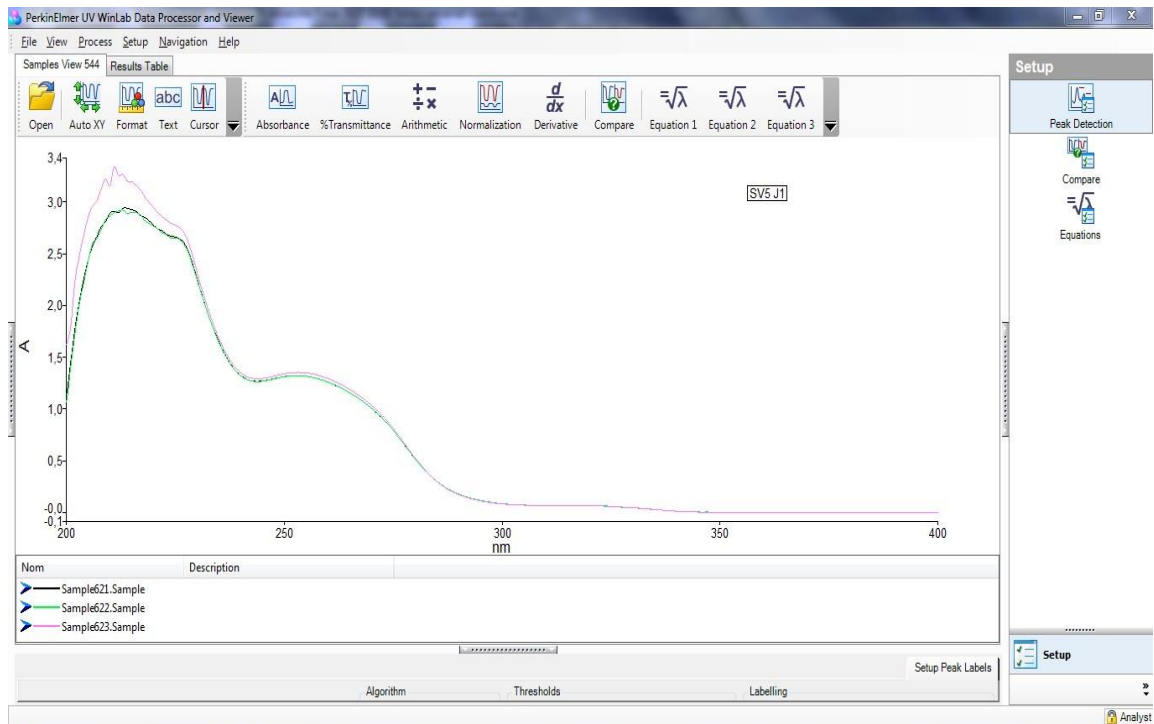 PerkinElmer UV WinLab Data Processor and Viewer
File View Process Setup Navigation Help
Samples View 544 Results Table
Open Auto XY Format Text Cursor Absorbance %Transmittance Arithmetic Normalization Derivative Compare Equation 1 Equation 2 Equation 3
Setup
Peak Detection
Compare
Equations
3,4
3,0
2,5
2,0
1,5
1,0
0,5
-0,0
-0,1
A
SV5 J1
200 250 300 350 400
nm
Nom Description
Sample621.Sample
Sample622.Sample
Sample623.Sample
Setup
Setup Peak Labels
Algorithm Thresholds Labelling
Analyst